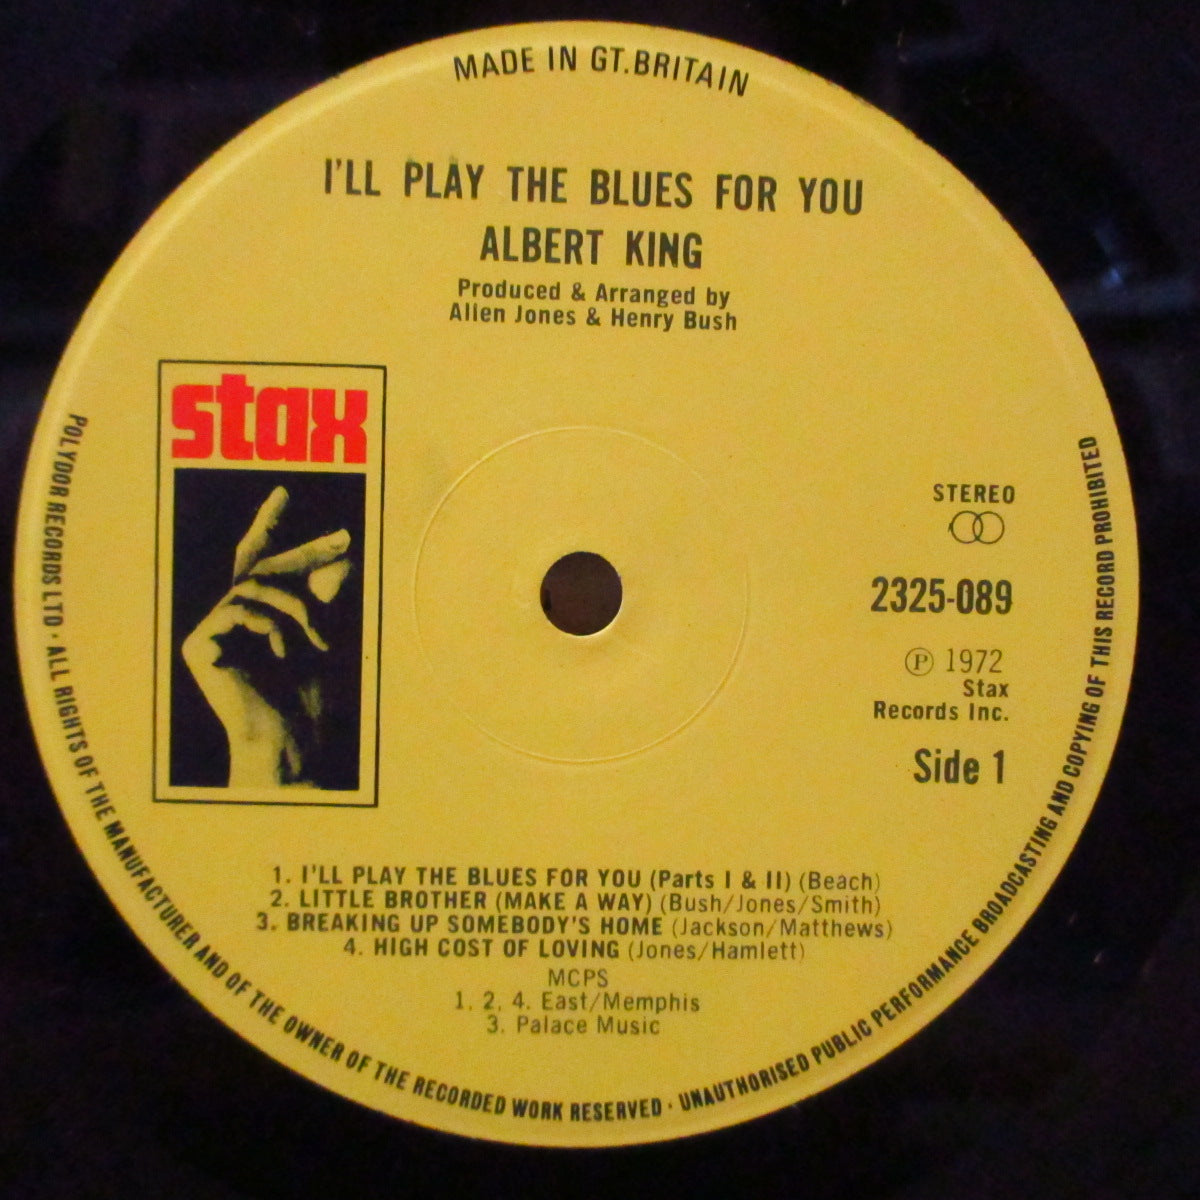 MADE IN GT.BRITAIN
I'LL PLAY THE BLUES FOR YOU
ALBERT KING
Produced & Arranged by
Allen Jones & Henry Bush
stax
STEREO
2325-089
℗ 1972
Stax
Records Inc.
Side 1
1. I'LL PLAY THE BLUES FOR YOU (Parts I & II) (Beach)
2. LITTLE BROTHER (MAKE A WAY) (Bush/Jones/Smith)
3. BREAKING UP SOMEBODY'S HOME (Jackson/Matthews)
4. HIGH COST OF LOVING (Jones/Hamlett)
MCPS
1, 2, 4. East/Memphis
3. Palace Music
POLYDOR RECORDS LTD · ALL RIGHTS OF THE MANUFACTURER AND OF THE OWNER OF THE RECORDED WORK RESERVED · UNAUTHORISED PUBLIC PERFORMANCE BROADCASTING AND COPYING OF THIS RECORD PROHIBITED